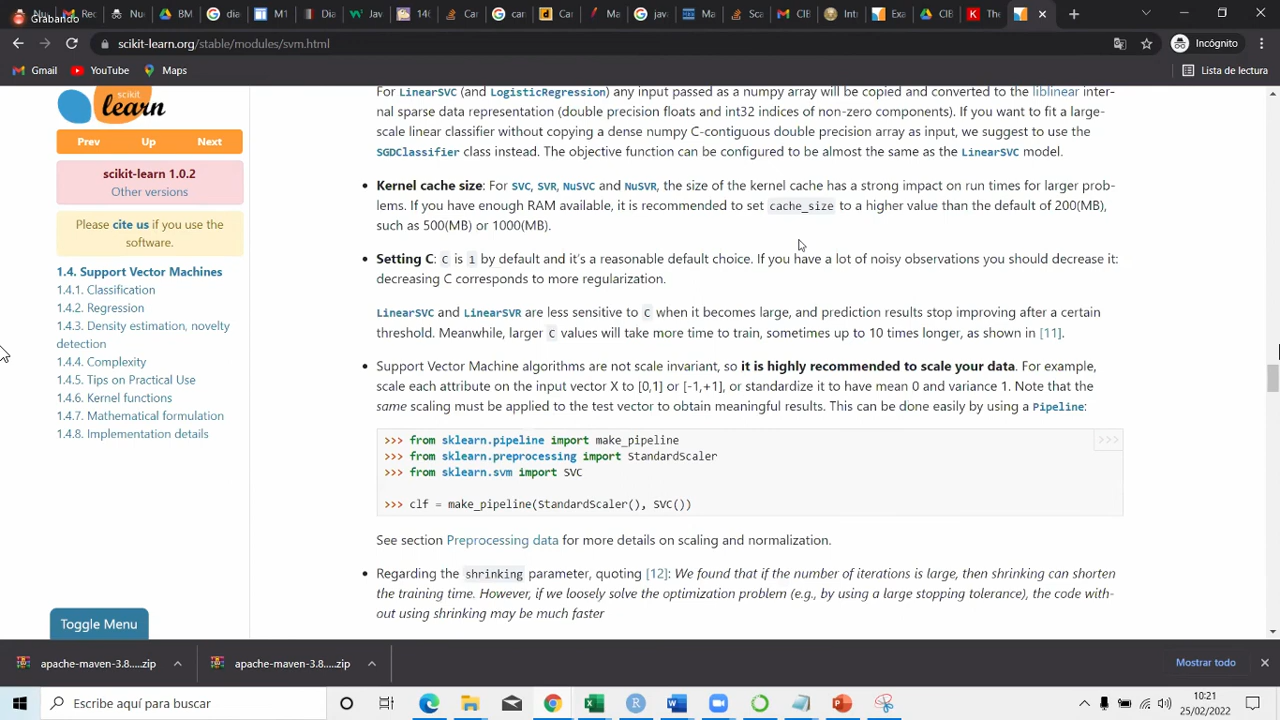 Nu
BM
di
M1
Di
Jav
140
Car
Ca
Ca
Ma
jav
Ma
Sca
CIE
Int
Exa
CIE
The
scikit-learn.org/stable/modules/svm.html
Incógnito
Gmail
YouTube
Maps
Lista de lectura
scikit
learn
Prev
Up
Next
scikit-learn 1.0.2
Other versions
Please cite us if you use the
software.
1.4. Support Vector Machines
1.4.1. Classification
1.4.2. Regression
1.4.3. Density estimation, novelty
detection
1.4.4. Complexity
1.4.5. Tips on Practical Use
1.4.6. Kernel functions
1.4.7. Mathematical formulation
1.4.8. Implementation details
Toggle Menu
For LinearSVC (and LogisticRegression) any input passed as a numpy array will be copied and converted to the liblinear inter-
nal sparse data representation (double precision floats and int32 indices of non-zero components). If you want to fit a large-
scale linear classifier without copying a dense numpy C-contiguous double precision array as input, we suggest to use the
SGDClassifier class instead. The objective function can be configured to be almost the same as the LinearSVC model.
• Kernel cache size: For SVC, SVR, NuSVC and NuSVR, the size of the kernel cache has a strong impact on run times for larger prob-
lems. If you have enough RAM available, it is recommended to set cache_size to a higher value than the default of 200(MB),
such as 500(MB) or 1000(MB).
• Setting C: C is 1 by default and it's a reasonable default choice. If you have a lot of noisy observations you should decrease it:
decreasing C corresponds to more regularization.
LinearSVC and LinearSVR are less sensitive to C when it becomes large, and prediction results stop improving after a certain
threshold. Meanwhile, larger C values will take more time to train, sometimes up to 10 times longer, as shown in [11].
• Support Vector Machine algorithms are not scale invariant, so it is highly recommended to scale your data. For example,
scale each attribute on the input vector X to [0,1] or [-1,+1], or standardize it to have mean 0 and variance 1. Note that the
same scaling must be applied to the test vector to obtain meaningful results. This can be done easily by using a Pipeline:
>>>
>>> from sklearn.pipeline import make_pipeline
>>> from sklearn.preprocessing import StandardScaler
>>> from sklearn.svm import SVC
>>> clf = make_pipeline(StandardScaler(), SVC())
See section Preprocessing data for more details on scaling and normalization.
• Regarding the shrinking parameter, quoting [12]: We found that if the number of iterations is large, then shrinking can shorten
the training time. However, if we loosely solve the optimization problem (e.g., by using a large stopping tolerance), the code with-
out using shrinking may be much faster
apache-maven-3.8.....zip
apache-maven-3.8.....zip
Mostrar todo
Escribe aquí para buscar
10:21
25/02/2022